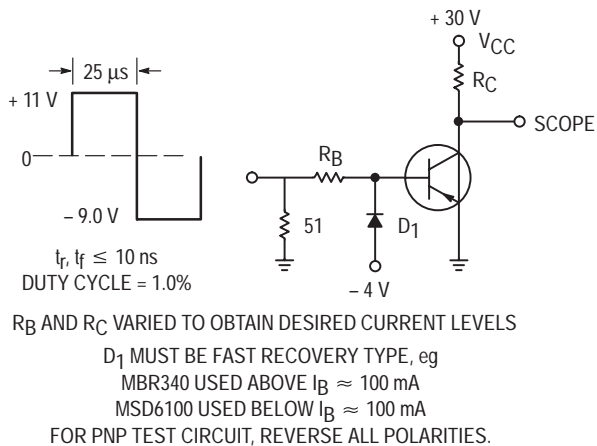 + 30 V
V_CC
25 μs
R_C
+ 11 V
SCOPE
0
R_B
51
D_1
– 9.0 V
– 4 V
t_r, t_f ≤ 10 ns
DUTY CYCLE = 1.0%
R_B AND R_C VARIED TO OBTAIN DESIRED CURRENT LEVELS
D_1 MUST BE FAST RECOVERY TYPE, eg
MBR340 USED ABOVE I_B ≈ 100 mA
MSD6100 USED BELOW I_B ≈ 100 mA
FOR PNP TEST CIRCUIT, REVERSE ALL POLARITIES.